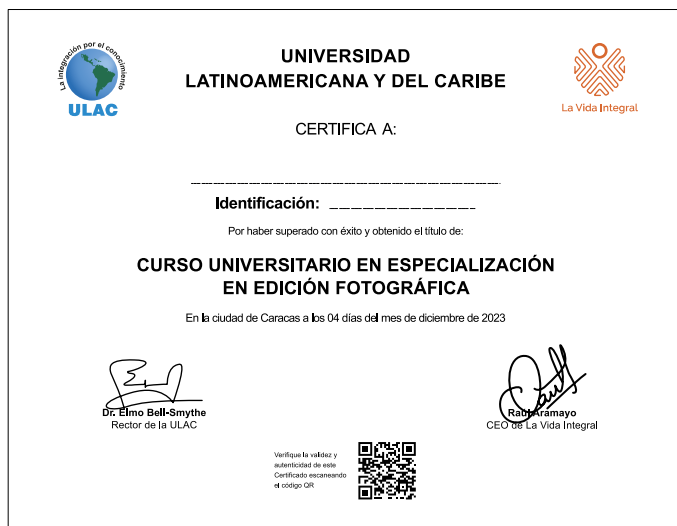 La integración por el conocimiento
ULAC
UNIVERSIDAD
LATINOAMERICANA Y DEL CARIBE
La Vida Integral
CERTIFICA A:
Identificación:
Por haber superado con éxito y obtenido el título de:
CURSO UNIVERSITARIO EN ESPECIALIZACIÓN
EN EDICIÓN FOTOGRÁFICA
En la ciudad de Caracas a los 04 días del mes de diciembre de 2023
Dr. Elmo Bell-Smythe
Rector de la ULAC
Raúl Aramayo
CEO de La Vida Integral
Verifique la validez y
autenticidad de este
Certificado escaneando
el código QR